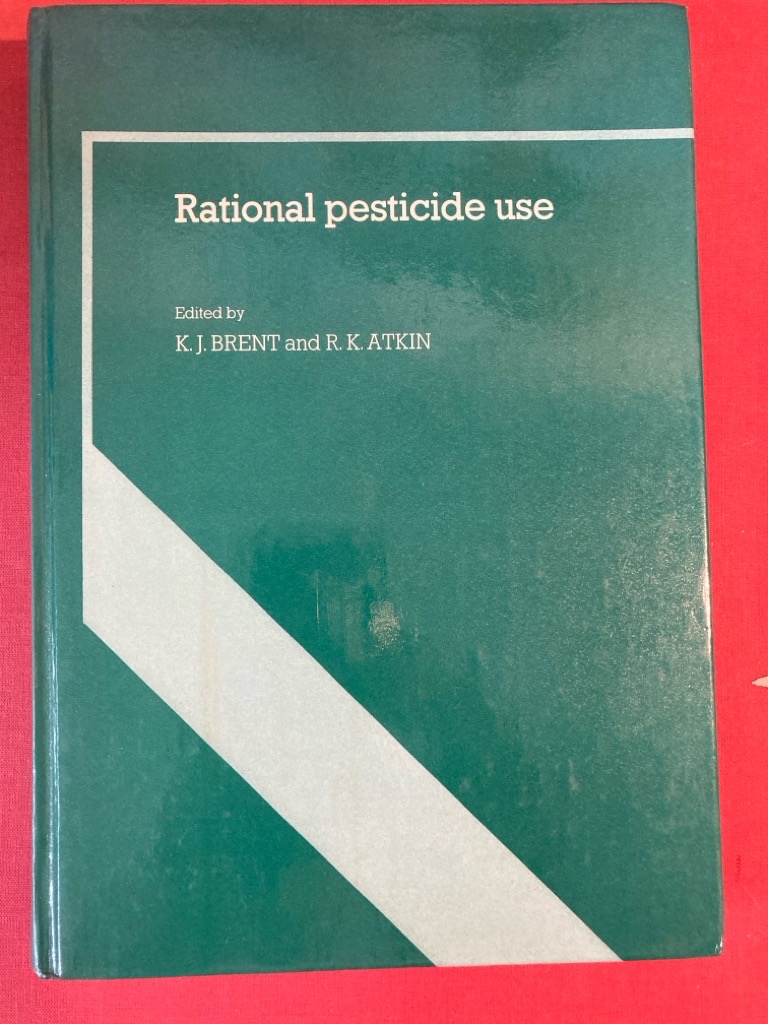 Rational pesticide use
Edited by
K. J. BRENT and R. K. ATKIN